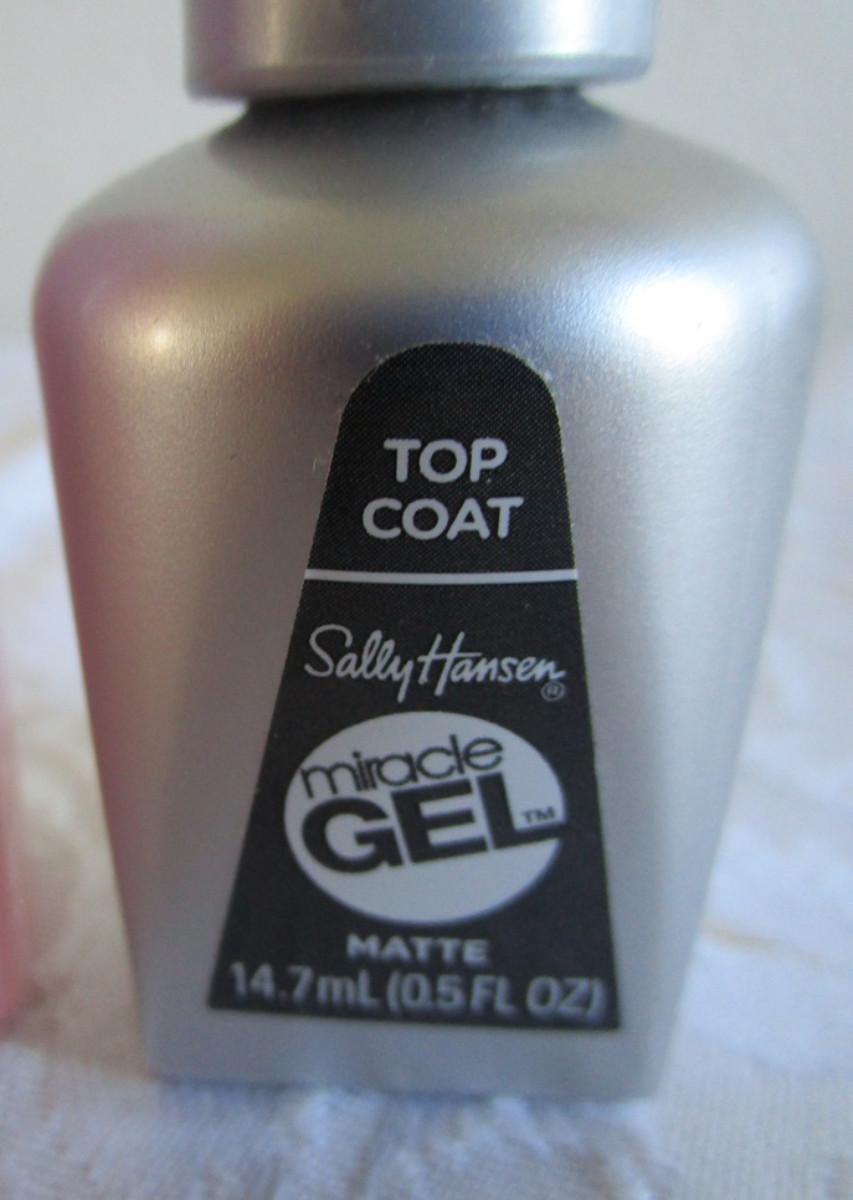 TOP
COAT
Sally Hansen®
miracle
GEL™
MATTE
14.7mL (0.5 FL OZ)